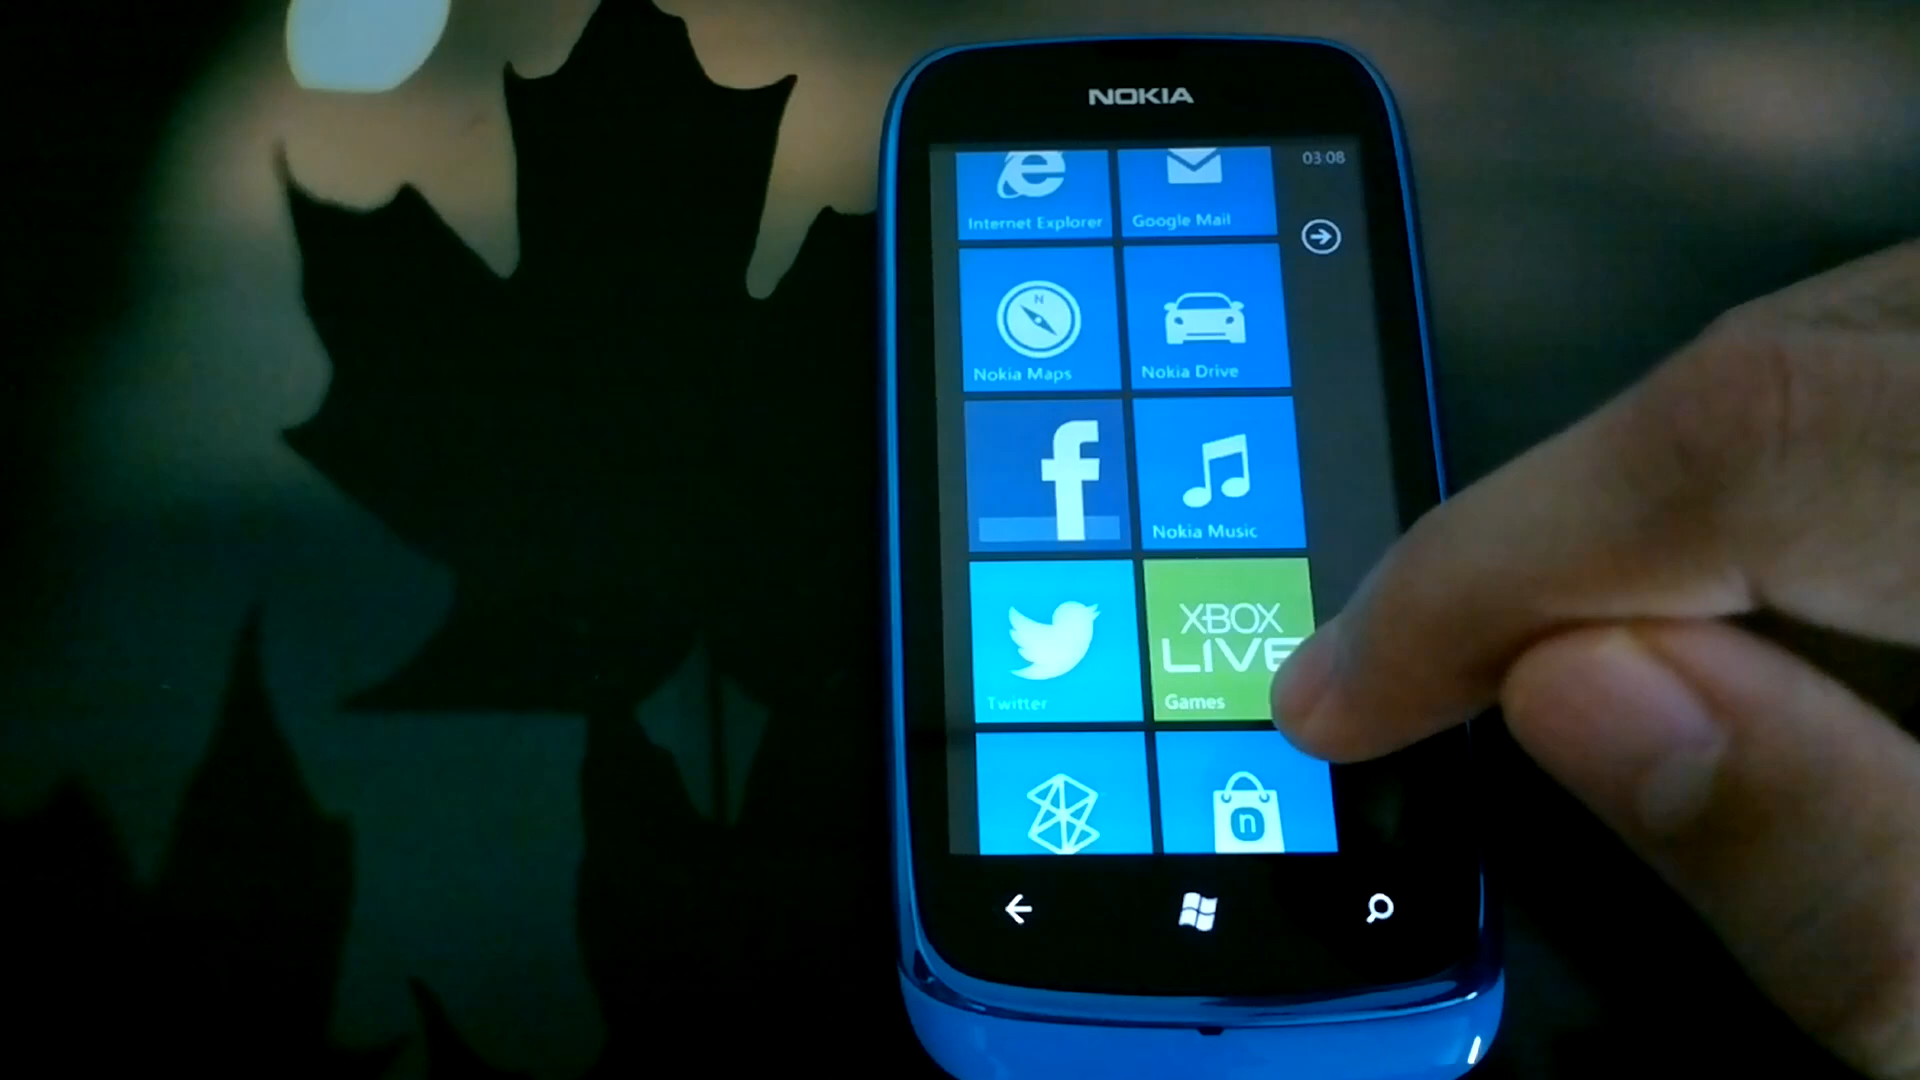 NOKIA
03:08
Internet Explorer
Google Mail
N
Nokia Maps
Nokia Drive
f
Nokia Music
Twitter
XBOX
LIVE
Games
n